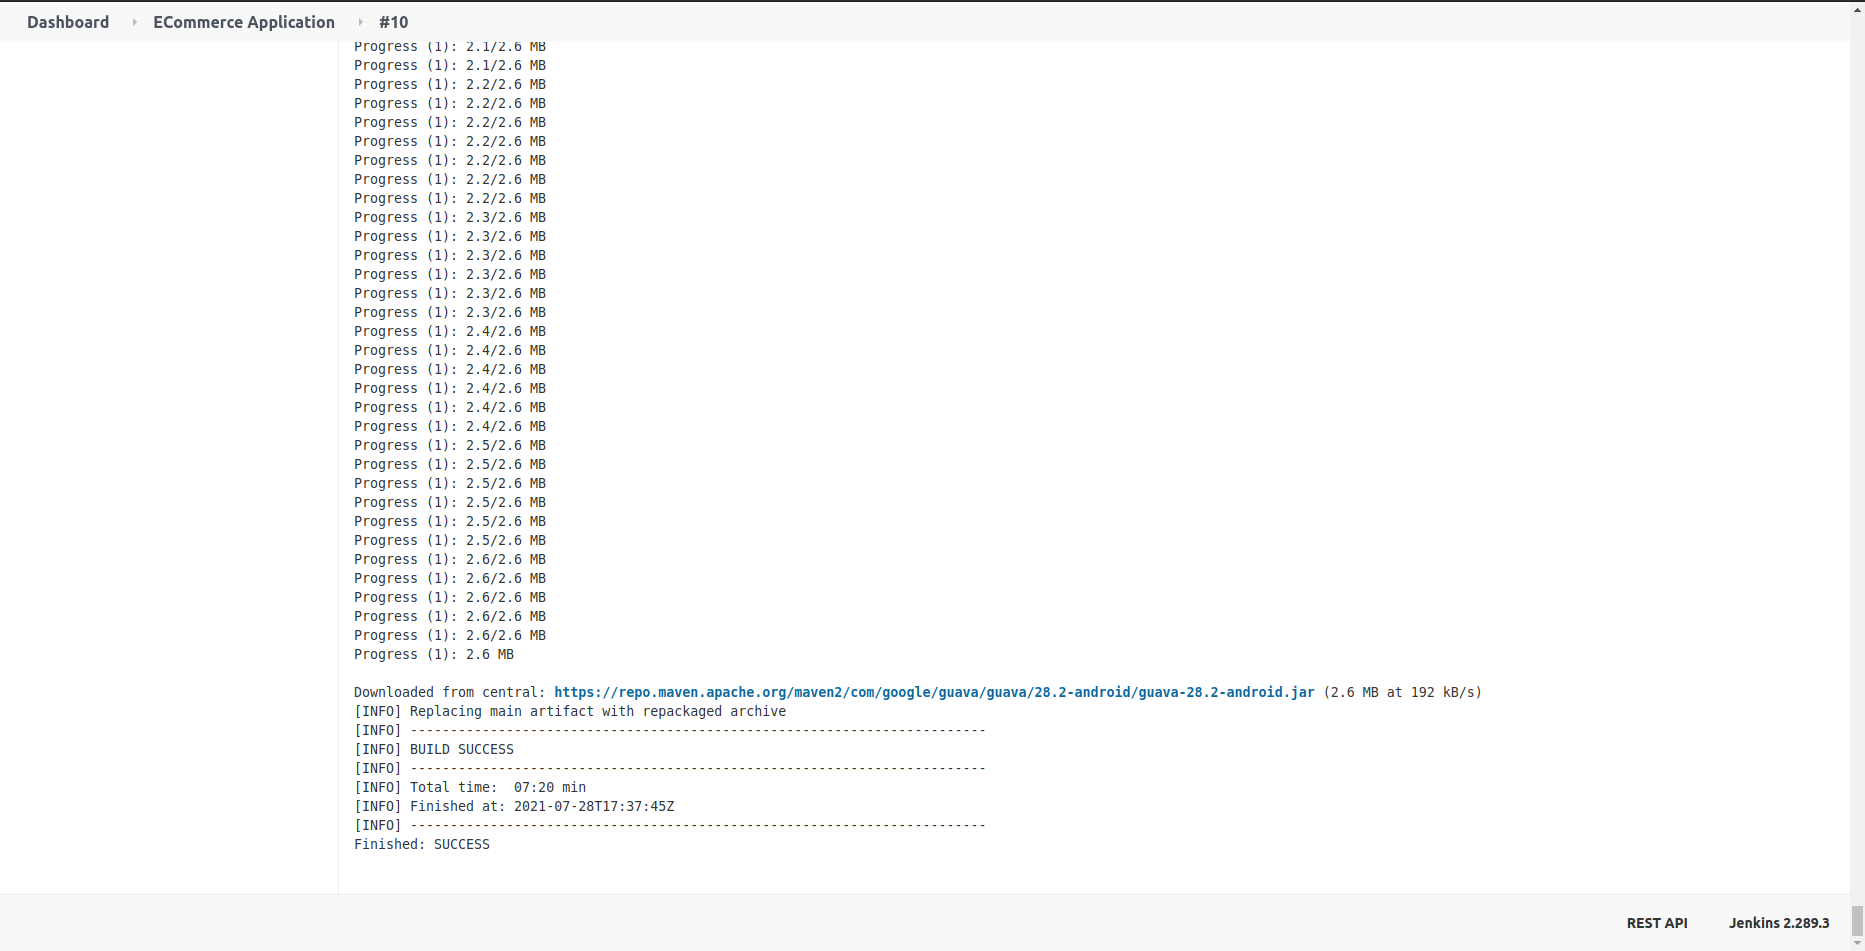 Dashboard ECommerce Application #10
Progress (1): 2.1/2.6 MB
Progress (1): 2.1/2.6 MB
Progress (1): 2.2/2.6 MB
Progress (1): 2.2/2.6 MB
Progress (1): 2.2/2.6 MB
Progress (1): 2.2/2.6 MB
Progress (1): 2.2/2.6 MB
Progress (1): 2.2/2.6 MB
Progress (1): 2.2/2.6 MB
Progress (1): 2.3/2.6 MB
Progress (1): 2.3/2.6 MB
Progress (1): 2.3/2.6 MB
Progress (1): 2.3/2.6 MB
Progress (1): 2.3/2.6 MB
Progress (1): 2.3/2.6 MB
Progress (1): 2.4/2.6 MB
Progress (1): 2.4/2.6 MB
Progress (1): 2.4/2.6 MB
Progress (1): 2.4/2.6 MB
Progress (1): 2.4/2.6 MB
Progress (1): 2.4/2.6 MB
Progress (1): 2.5/2.6 MB
Progress (1): 2.5/2.6 MB
Progress (1): 2.5/2.6 MB
Progress (1): 2.5/2.6 MB
Progress (1): 2.5/2.6 MB
Progress (1): 2.5/2.6 MB
Progress (1): 2.6/2.6 MB
Progress (1): 2.6/2.6 MB
Progress (1): 2.6/2.6 MB
Progress (1): 2.6/2.6 MB
Progress (1): 2.6/2.6 MB
Progress (1): 2.6 MB
Downloaded from central: https://repo.maven.apache.org/maven2/com/google/guava/guava/28.2-android/guava-28.2-android.jar (2.6 MB at 192 kB/s)
[INFO] Replacing main artifact with repackaged archive
[INFO] ------------------------------------------------------------------------
[INFO] BUILD SUCCESS
[INFO] ------------------------------------------------------------------------
[INFO] Total time:  07:20 min
[INFO] Finished at: 2021-07-28T17:37:45Z
[INFO] ------------------------------------------------------------------------
Finished: SUCCESS
REST API Jenkins 2.289.3